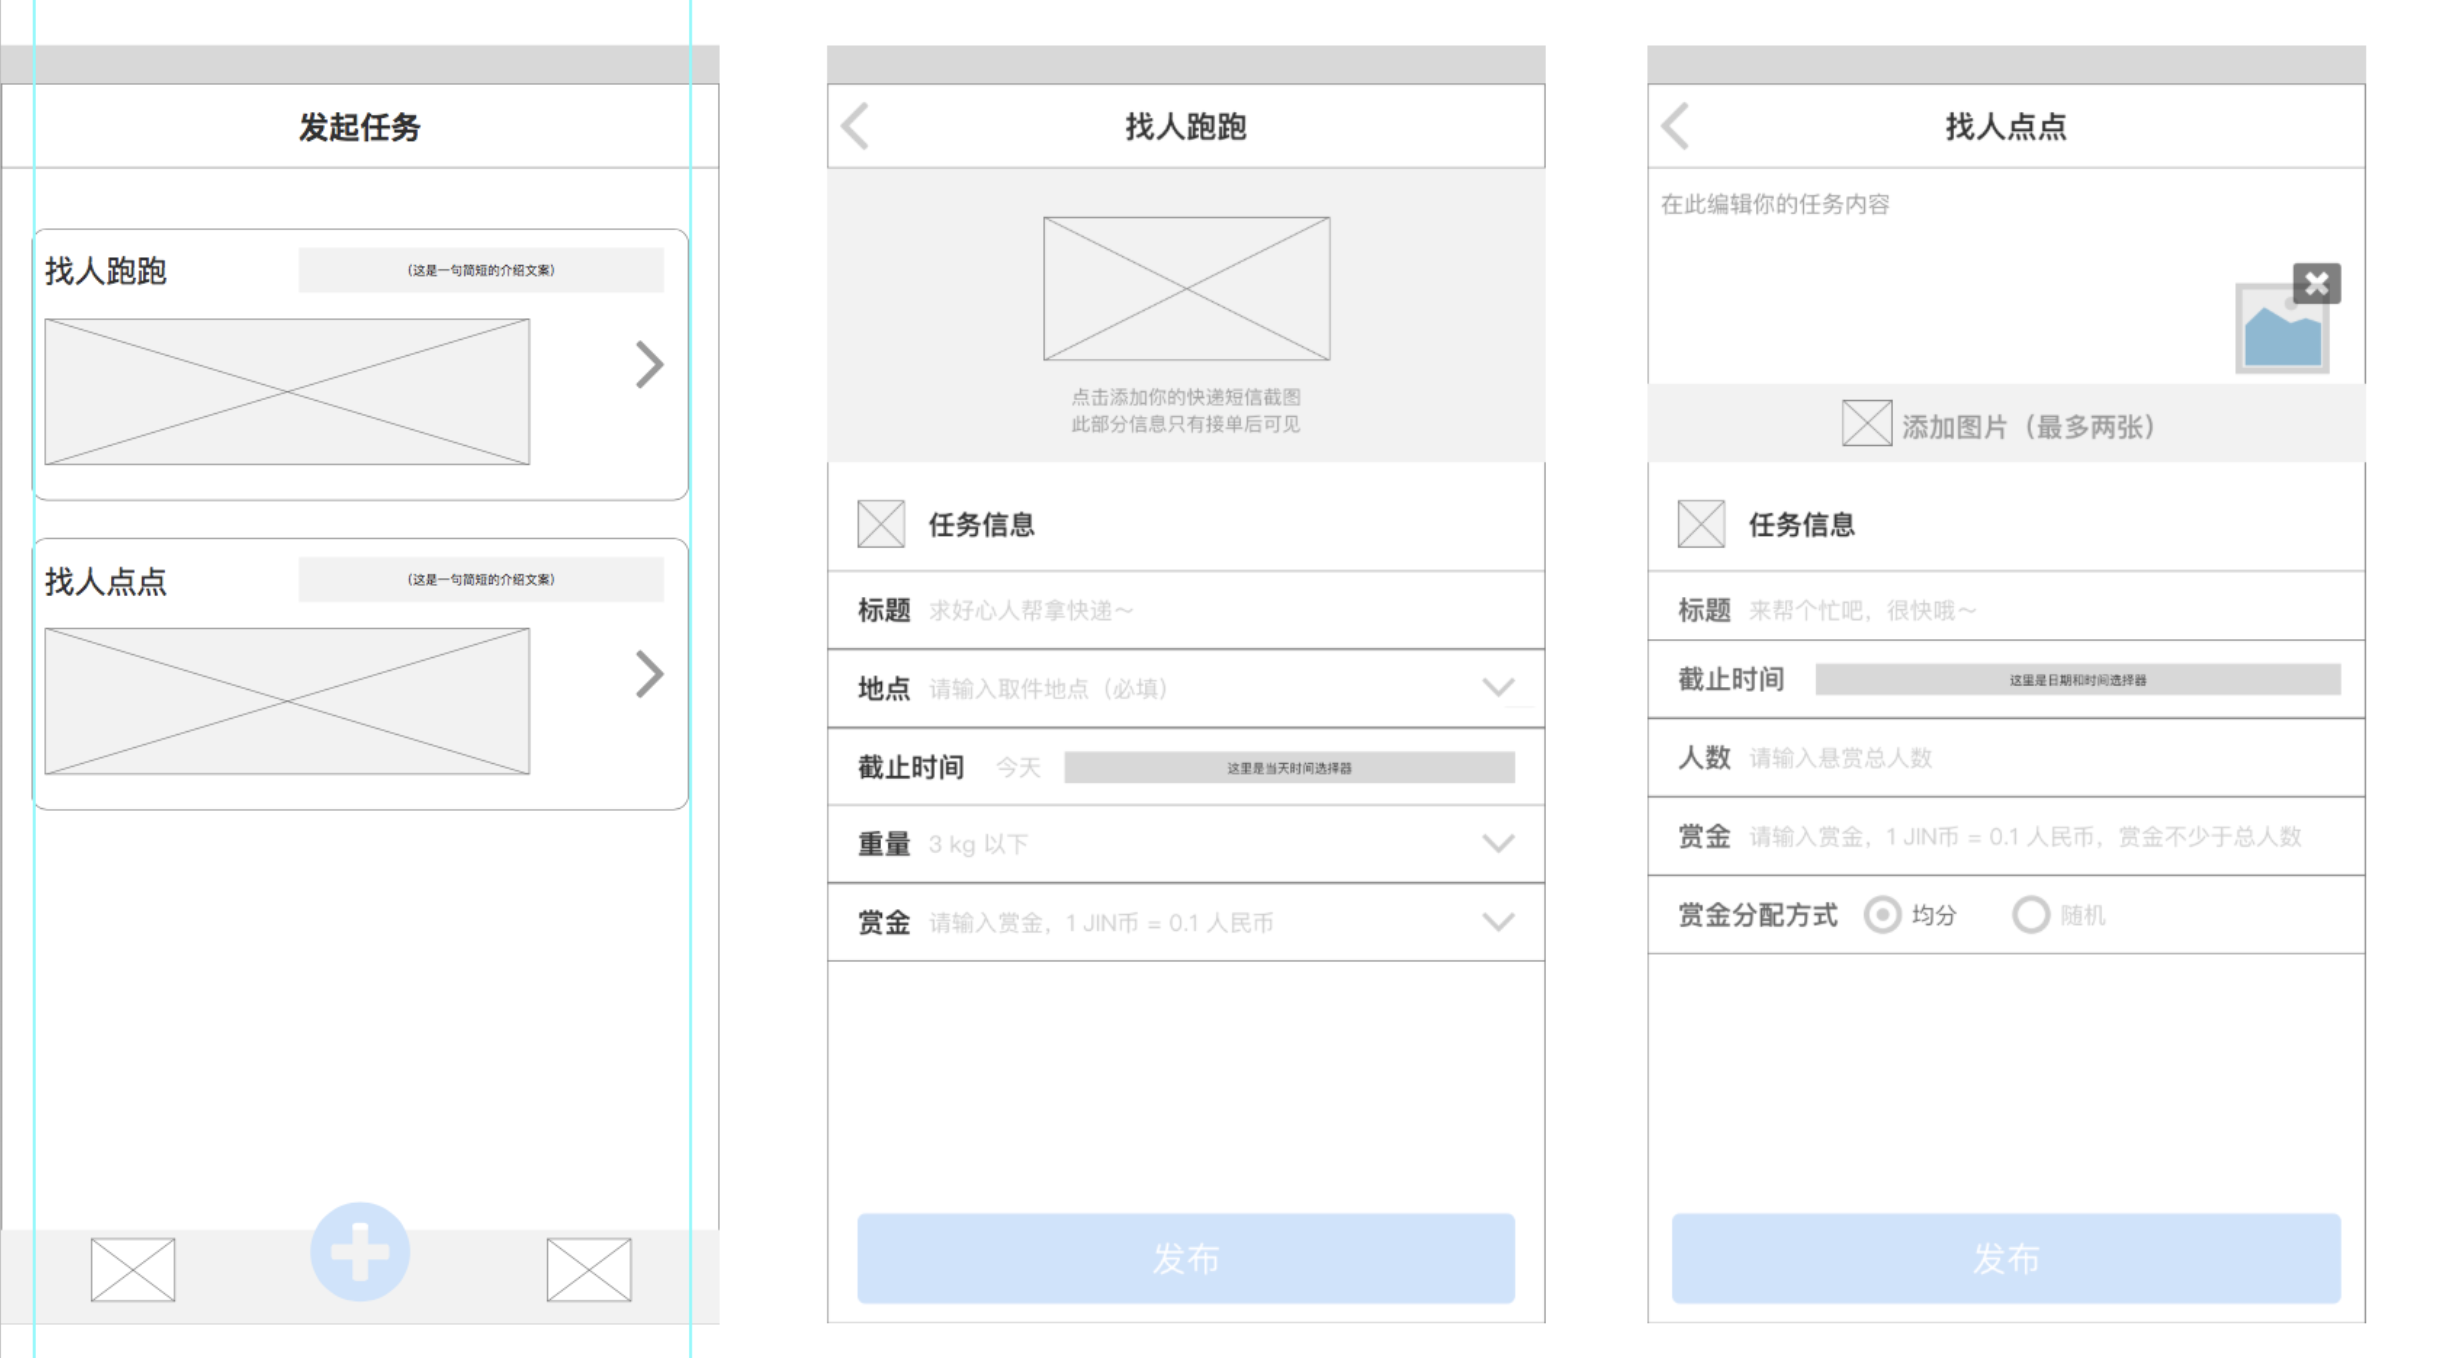 发起任务
找人跑跑
（这是一句简短的介绍文案）
找人点点
（这是一句简短的介绍文案）
找人跑跑
点击添加你的快递短信截图
此部分信息只有接单后可见
任务信息
标题 求好心人帮拿快递～
地点 请输入取件地点（必填）
截止时间 今天 这里是当天时间选择器
重量 3 kg 以下
赏金 请输入赏金，1 JIN币 = 0.1 人民币
发布
找人点点
在此编辑你的任务内容
添加图片（最多两张）
任务信息
标题 来帮个忙吧，很快哦～
截止时间 这里是日期和时间选择器
人数 请输入悬赏总人数
赏金 请输入赏金，1 JIN币 = 0.1 人民币，赏金不少于总人数
赏金分配方式 均分 随机
发布